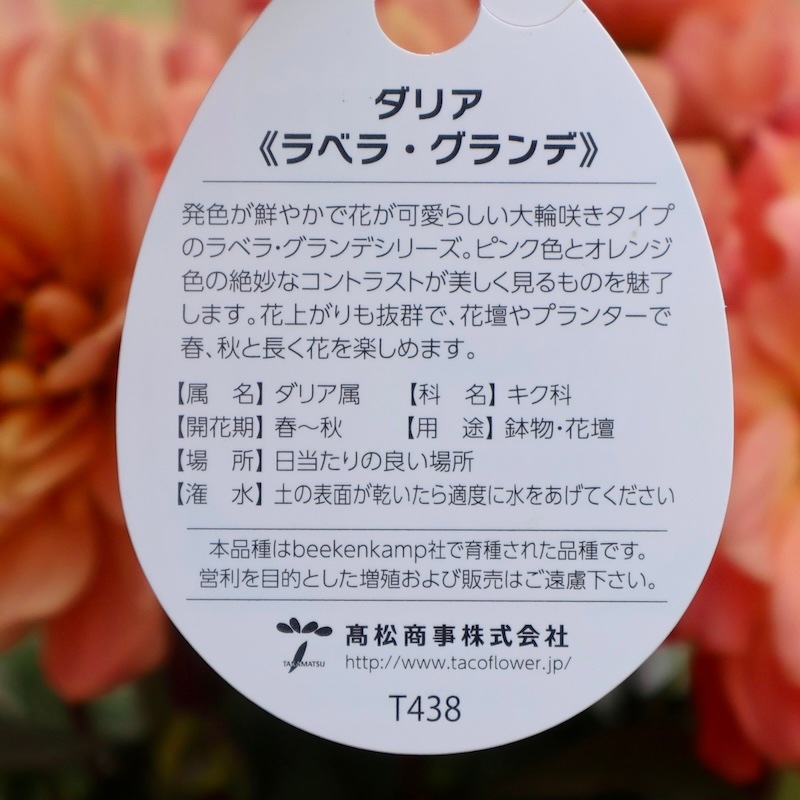 ダリア
《ラベラ・グランデ》
発色が鮮やかで花が可愛らしい大輪咲きタイプ
のラベラ・グランデシリーズ。ピンク色とオレンジ
色の絶妙なコントラストが美しく見るものを魅了
します。花上がりも抜群で、花壇やプランターで
春、秋と長く花を楽しめます。
【属　名】ダリア属　【科　名】キク科
【開花期】春〜秋　【用　途】鉢物・花壇
【場　所】日当たりの良い場所
【潅　水】土の表面が乾いたら適度に水をあげてください
本品種はbeekenkamp社で育種された品種です。
営利を目的とした増殖および販売はご遠慮下さい。
TAKAMATSU
髙松商事株式会社
http://www.tacoflower.jp/
T438